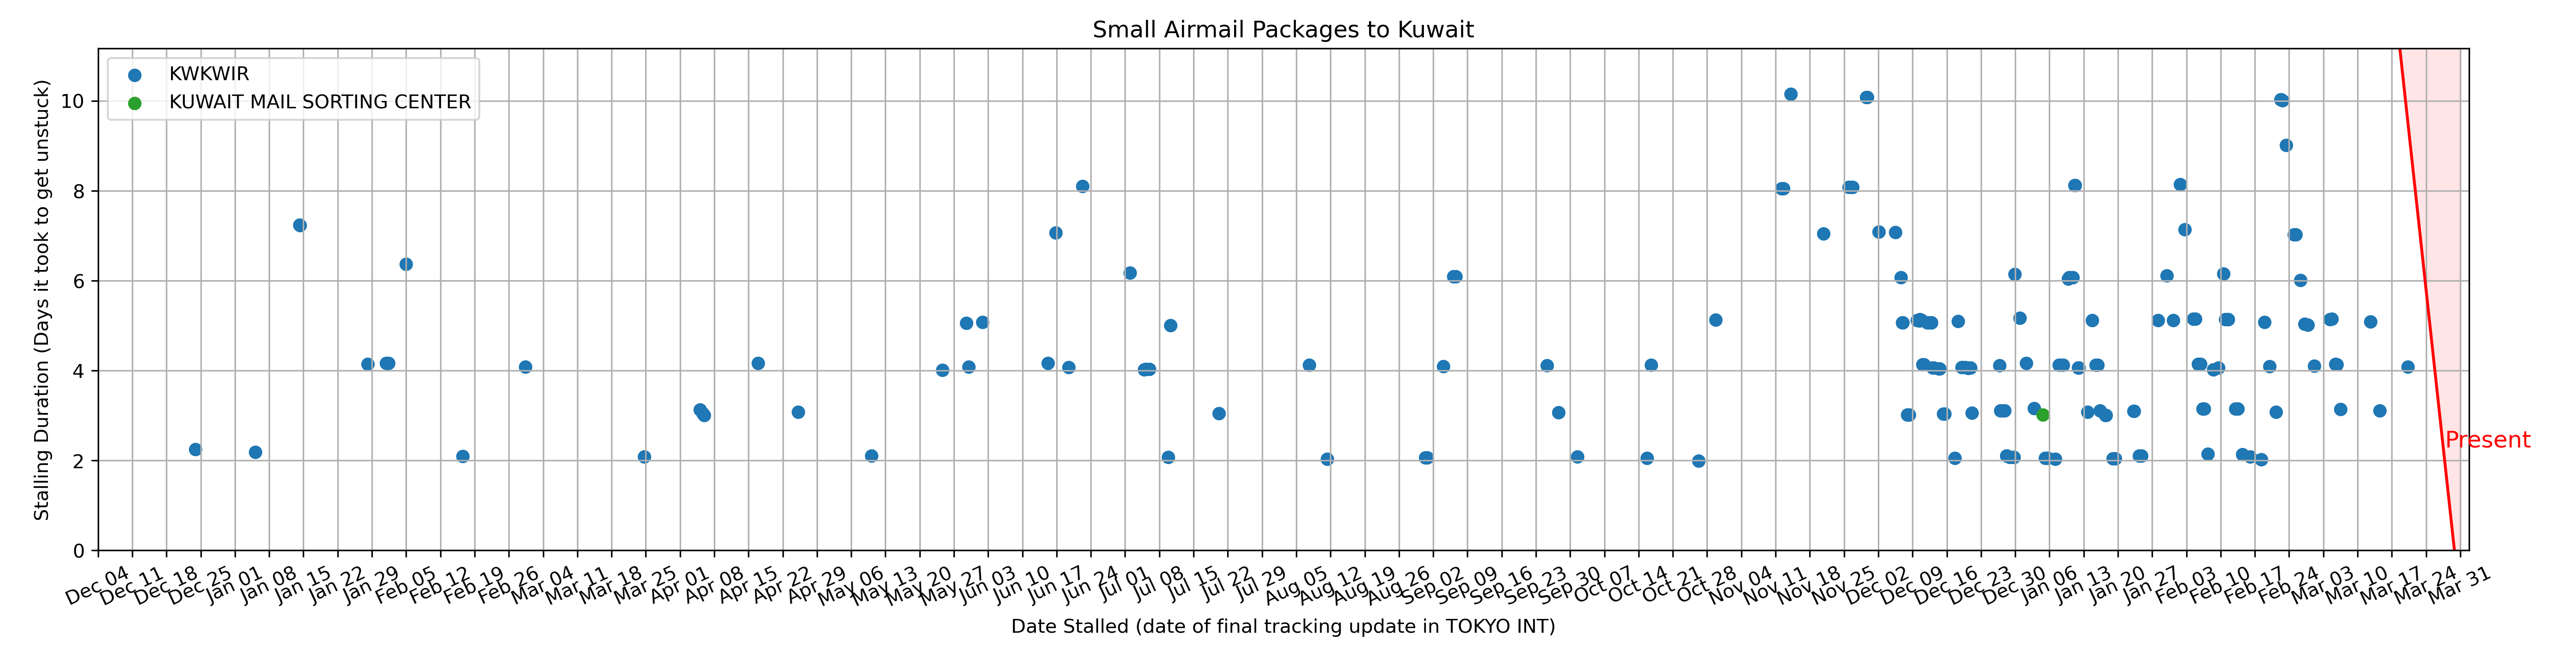 Small Airmail Packages to Kuwait
KWKWIR
KUWAIT MAIL SORTING CENTER
Stalling Duration (Days it took to get unstuck)
10
8
6
4
2
0
Present
Dec 04
Dec 11
Dec 18
Dec 25
Jan 01
Jan 08
Jan 15
Jan 22
Jan 29
Feb 05
Feb 12
Feb 19
Feb 26
Mar 04
Mar 11
Mar 18
Mar 25
Apr 01
Apr 08
Apr 15
Apr 22
Apr 29
May 06
May 13
May 20
May 27
Jun 03
Jun 10
Jun 17
Jun 24
Jul 01
Jul 08
Jul 15
Jul 22
Jul 29
Aug 05
Aug 12
Aug 19
Aug 26
Sep 02
Sep 09
Sep 16
Sep 23
Sep 30
Oct 07
Oct 14
Oct 21
Oct 28
Nov 04
Nov 11
Nov 18
Nov 25
Dec 02
Dec 09
Dec 16
Dec 23
Dec 30
Jan 06
Jan 13
Jan 20
Jan 27
Feb 03
Feb 10
Feb 17
Feb 24
Mar 03
Mar 10
Mar 17
Mar 24
Mar 31
Date Stalled (date of final tracking update in TOKYO INT)